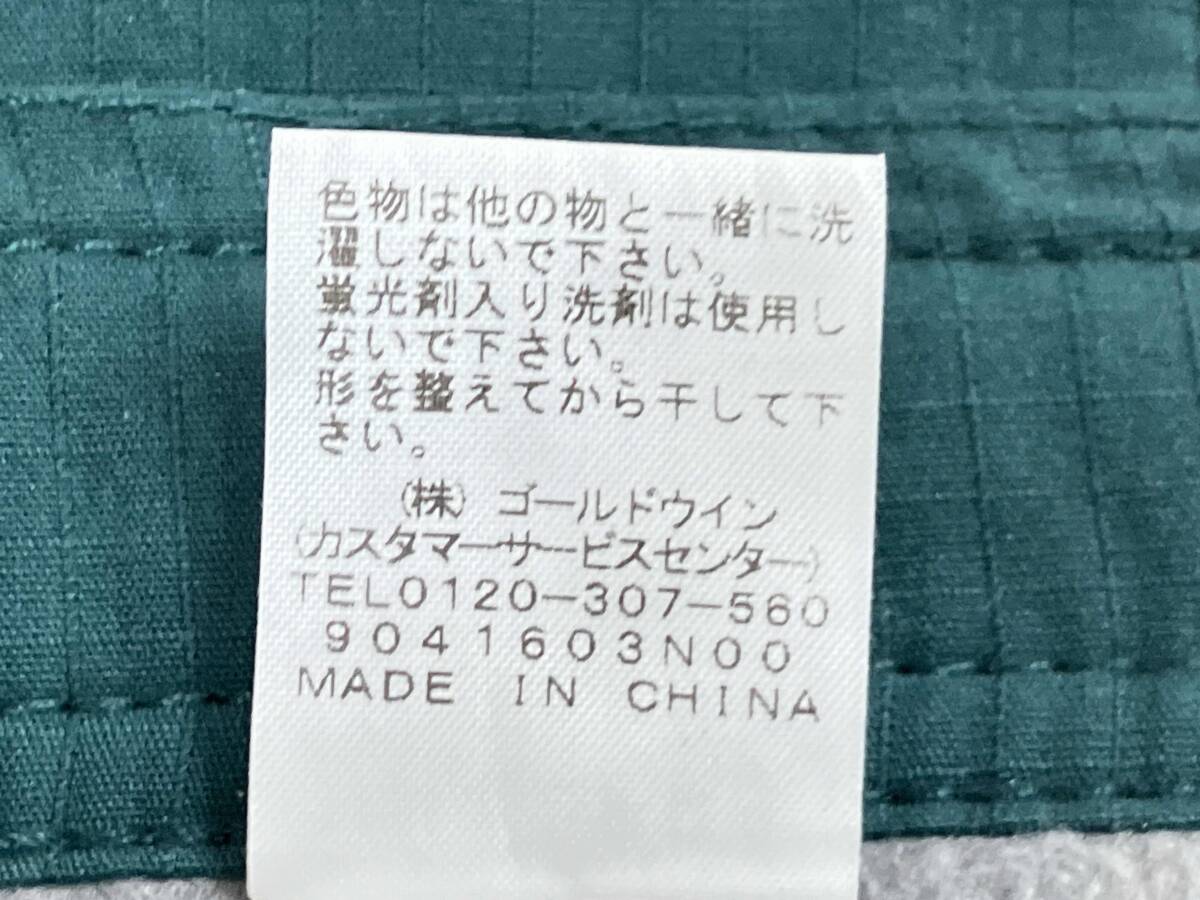 色物は他の物と一緒に洗
濯しないで下さい。
蛍光剤入り洗剤は使用し
ないで下さい。
形を整えてから干して下
さい。
(株) ゴールドウイン
(カスタマーサービスセンター)
TEL0120-307-560
9041603N00
MADE IN CHINA